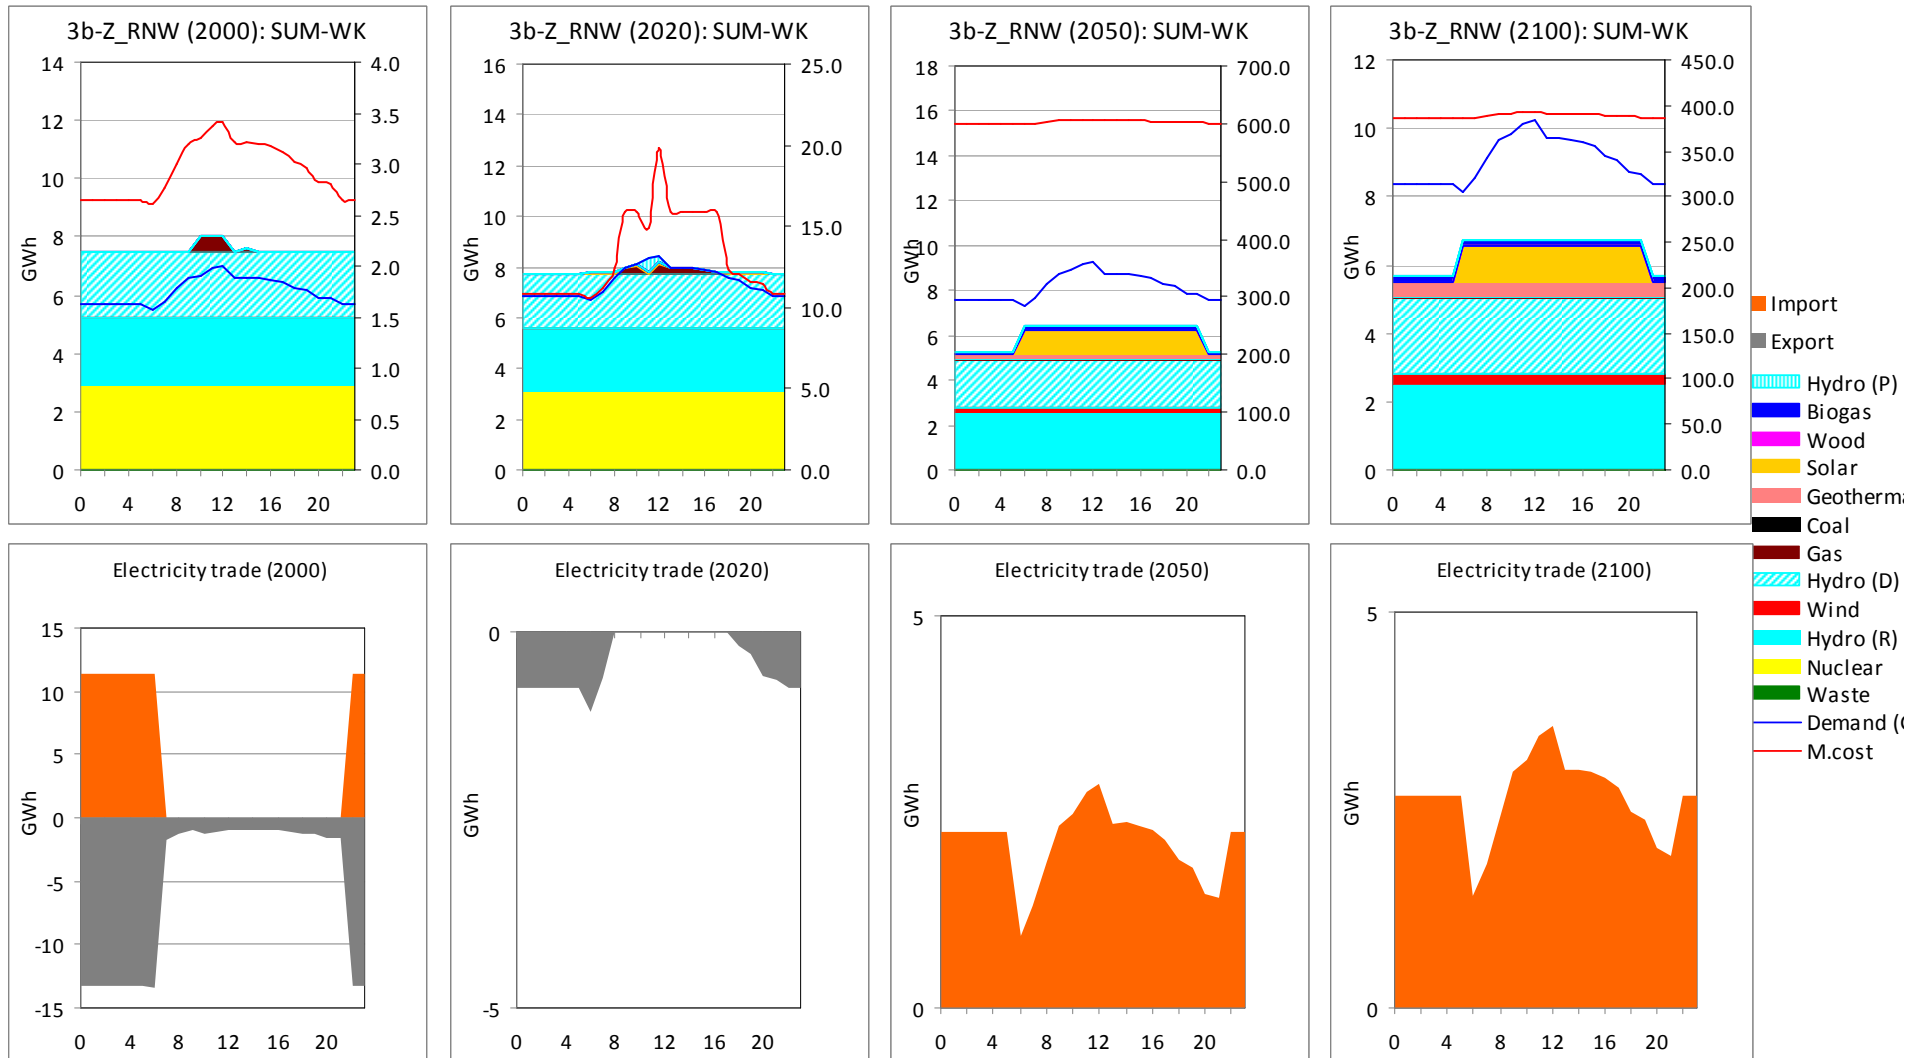 3b-Z_RNW (2000): SUM-WK
14
12
10
8
6
4
2
0
GWh
4.0
3.5
3.0
2.5
2.0
1.5
1.0
0.5
0.0
0 4 8 12 16 20
3b-Z_RNW (2020): SUM-WK
16
14
12
10
8
6
4
2
0
GWh
25.0
20.0
15.0
10.0
5.0
0.0
0 4 8 12 16 20
3b-Z_RNW (2050): SUM-WK
18
16
14
12
10
8
6
4
2
0
GWh
700.0
600.0
500.0
400.0
300.0
200.0
100.0
0.0
0 4 8 12 16 20
3b-Z_RNW (2100): SUM-WK
12
10
8
6
4
2
0
GWh
450.0
400.0
350.0
300.0
250.0
200.0
150.0
100.0
50.0
0.0
0 4 8 12 16 20
Import
Export
Hydro (P)
Biogas
Wood
Solar
Geotherma
Coal
Gas
Hydro (D)
Wind
Hydro (R)
Nuclear
Waste
Demand (
M.cost
Electricity trade (2000)
15
10
5
0
-5
-10
-15
GWh
0 4 8 12 16 20
Electricity trade (2020)
0
-5
GWh
0 4 8 12 16 20
Electricity trade (2050)
5
0
GWh
0 4 8 12 16 20
Electricity trade (2100)
5
0
GWh
0 4 8 12 16 20